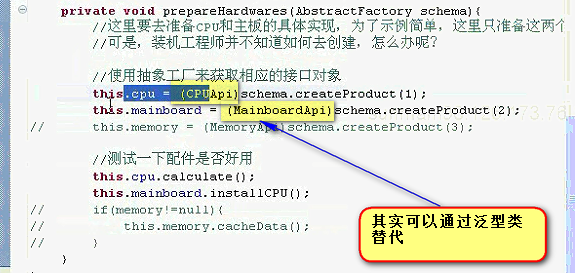 private void prepareHardwares(AbstractFactory schema){
//这里要去准备CPU和主板的具体实现，为了示例简单，这里只准备这两个
//可是，装机工程师并不知道如何去创建，怎么办呢？
//使用抽象工厂来获取相应的接口对象
this.cpu = (CPUApi)schema.createProduct(1);
this.mainboard = (MainboardApi)schema.createProduct(2);
// this.memory = (MemoryApi)schema.createProduct(3);
//测试一下配件是否好用
this.cpu.calculate();
this.mainboard.installCPU();
// if(memory!=null){
// this.memory.cacheData();
// }
}
其实可以通过泛型类
替代